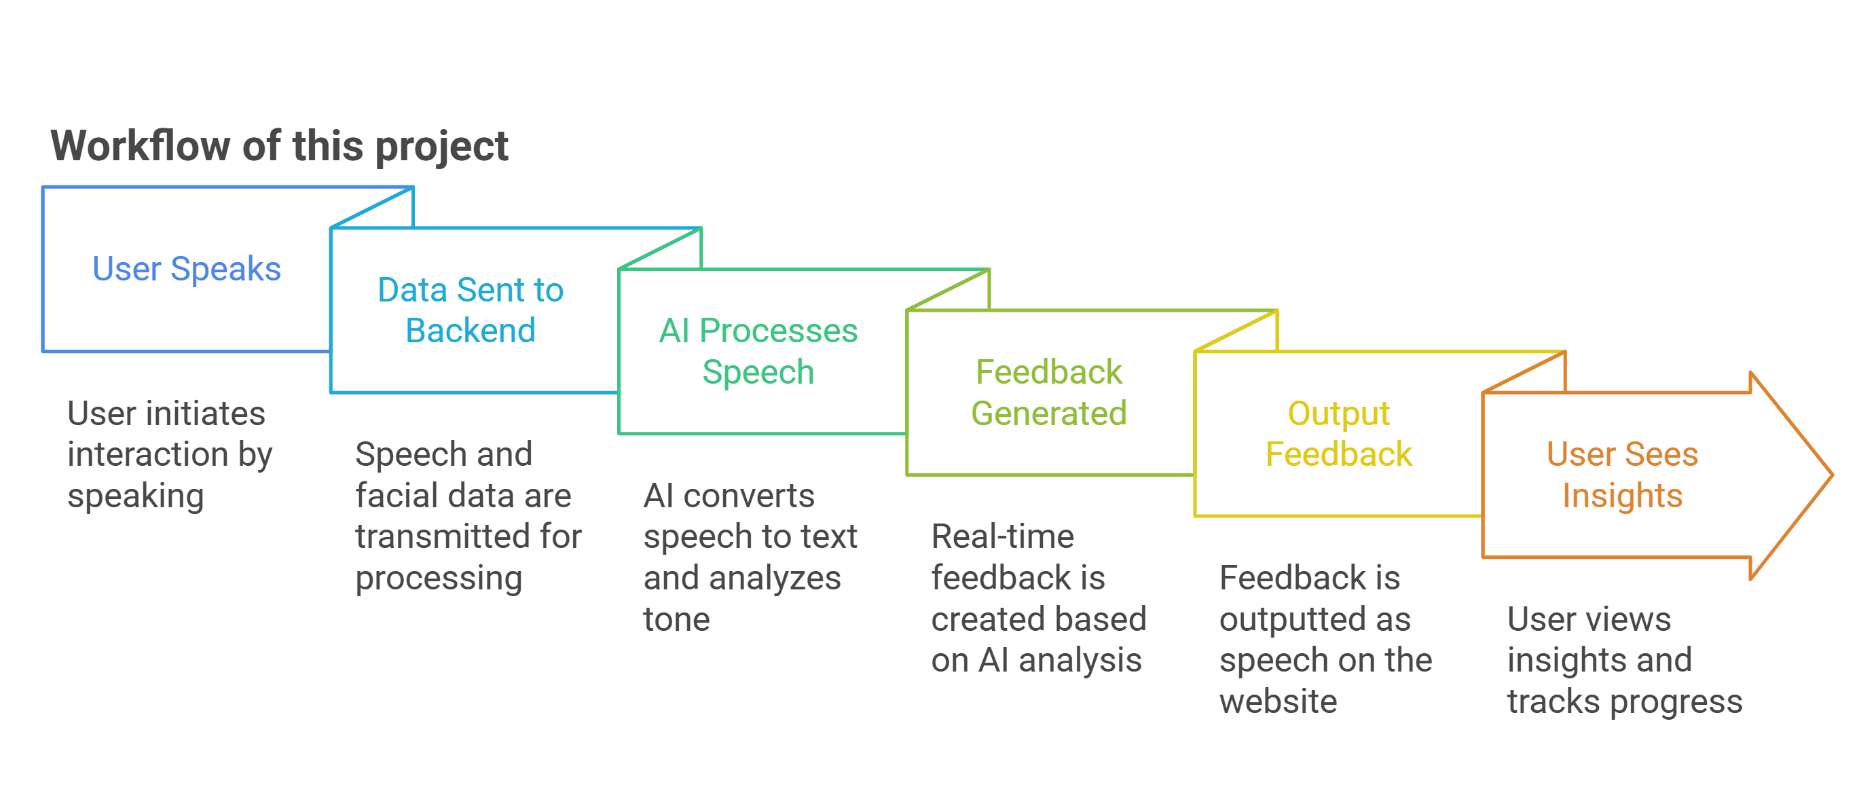 Workflow of this project
User Speaks
User initiates
interaction by
speaking
Data Sent to
Backend
Speech and
facial data are
transmitted for
processing
AI Processes
Speech
AI converts
speech to text
and analyzes
tone
Feedback
Generated
Real-time
feedback is
created based
on AI analysis
Output
Feedback
Feedback is
outputted as
speech on the
website
User Sees
Insights
User views
insights and
tracks progress